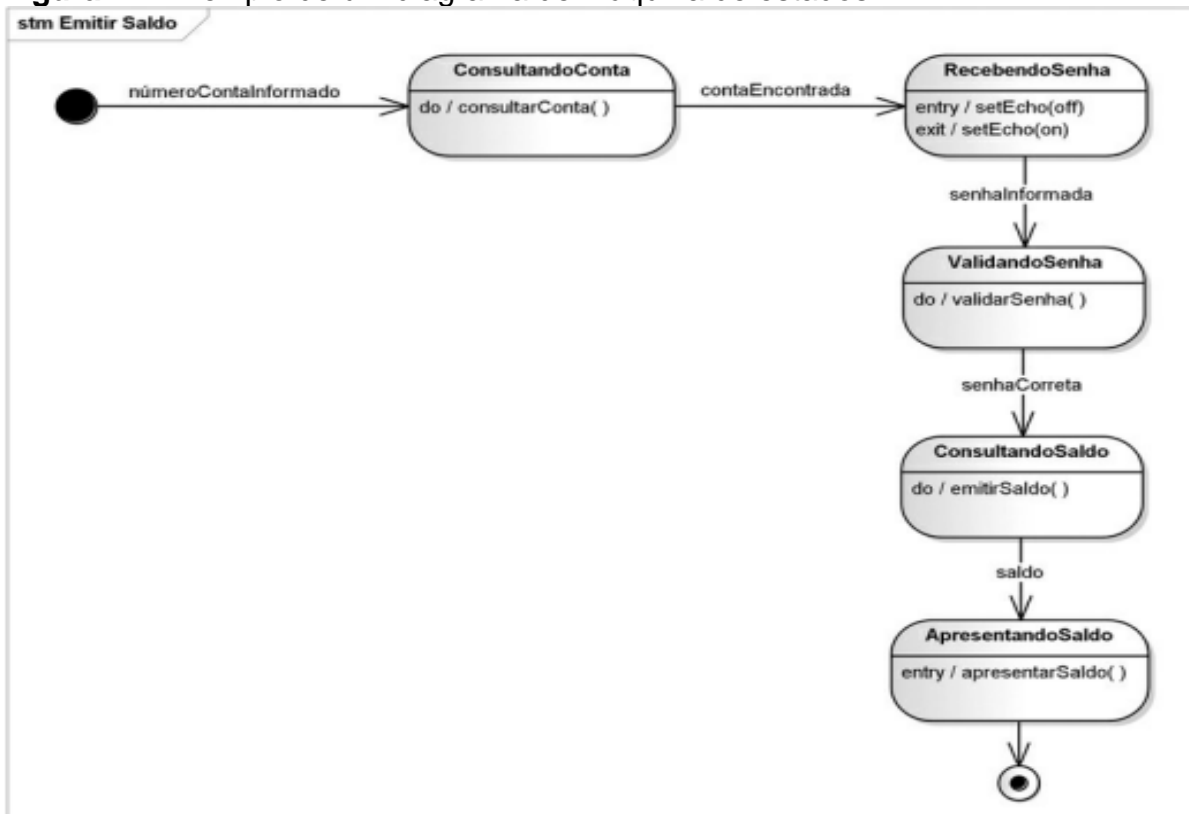 stm Emitir Saldo
númeroContaInformado
ConsultandoConta
do / consultarConta( )
contaEncontrada
RecebendoSenha
entry / setEcho(off)
exit / setEcho(on)
senhaInformada
ValidandoSenha
do / validarSenha( )
senhaCorreta
ConsultandoSaldo
do / emitirSaldo( )
saldo
ApresentandoSaldo
entry / apresentarSaldo( )